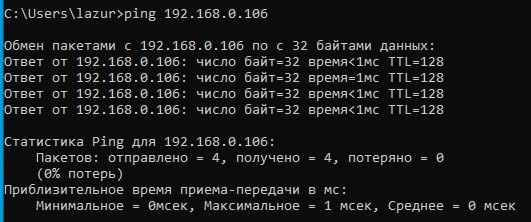 C:\Users\lazur>ping 192.168.0.106
Обмен пакетами с 192.168.0.106 по с 32 байтами данных:
Ответ от 192.168.0.106: число байт=32 время<1мс TTL=128
Ответ от 192.168.0.106: число байт=32 время=1мс TTL=128
Ответ от 192.168.0.106: число байт=32 время<1мс TTL=128
Ответ от 192.168.0.106: число байт=32 время<1мс TTL=128
Статистика Ping для 192.168.0.106:
Пакетов: отправлено = 4, получено = 4, потеряно = 0
(0% потерь)
Приблизительное время приема-передачи в мс:
Минимальное = 0мсек, Максимальное = 1 мсек, Среднее = 0 мсек